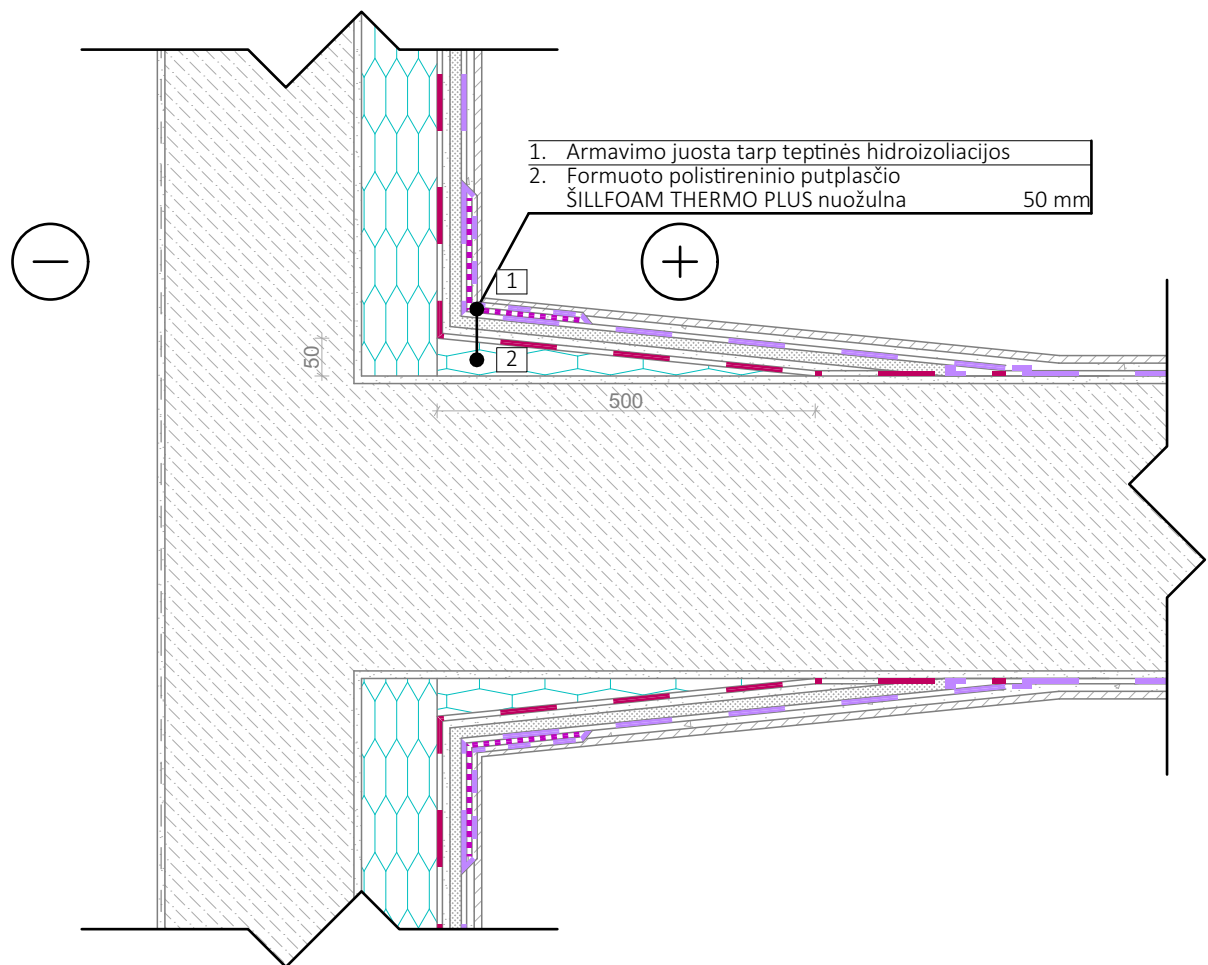 1. Armavimo juosta tarp teptinės hidroizoliacijos
2. Formuoto polistireninio putplasčio
ŠILLFOAM THERMO PLUS nuožulna 50 mm
−
+
1
2
50
500